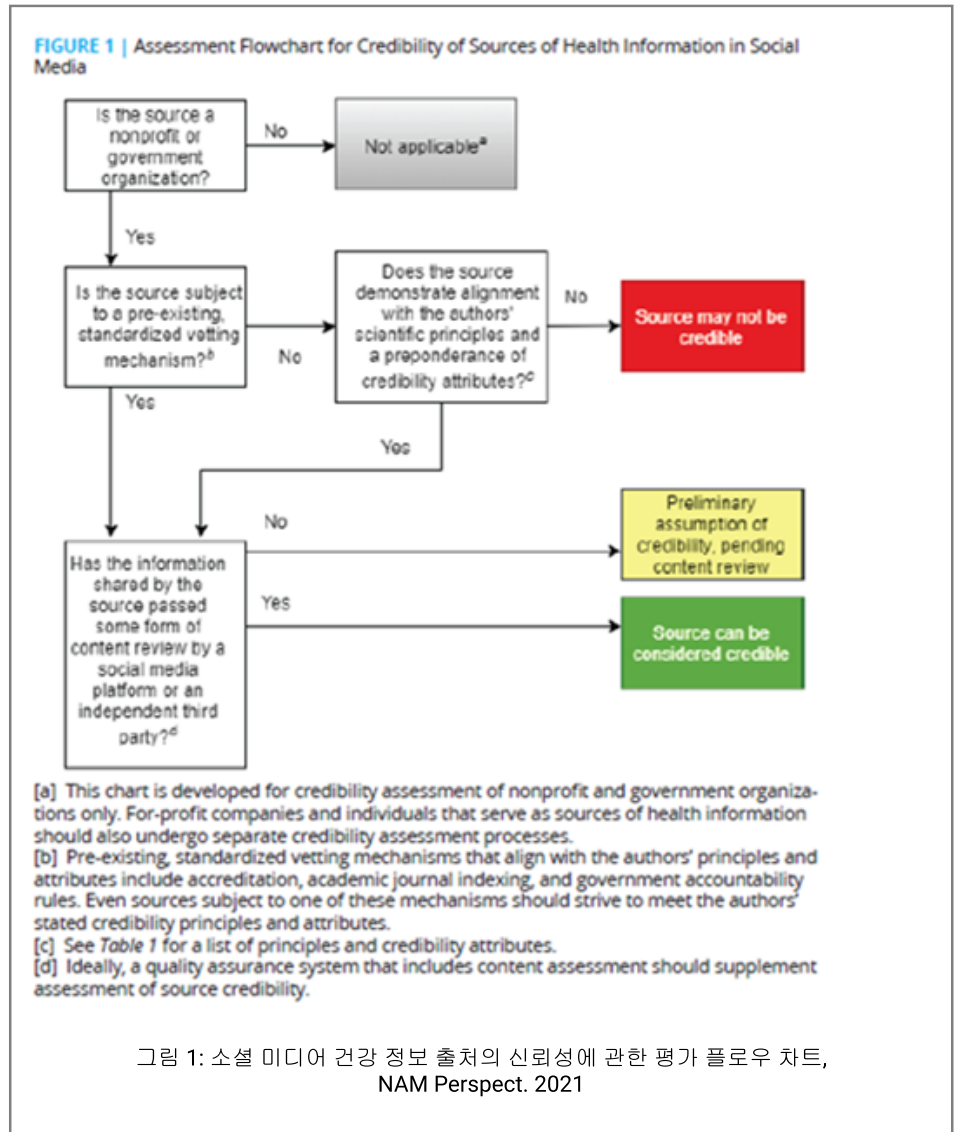 FIGURE 1 | Assessment Flowchart for Credibility of Sources of Health Information in Social
Media
Is the source a
nonprofit or
government
organization?
No
Not applicableᵃ
Yes
Is the source subject
to a pre-existing,
standardized vetting
mechanism?ᵇ
No
Does the source
demonstrate alignment
with the authors'
scientific principles and
a preponderance of
credibility attributes?ᶜ
No
Source may not be
credible
Yes
Yes
No
Preliminary
assumption of
credibility, pending
content review
Has the information
shared by the
source passed
some form of
content review by a
social media
platform or an
independent third
party?ᵈ
Yes
Source can be
considered credible
[a] This chart is developed for credibility assessment of nonprofit and government organiza-
tions only. For-profit companies and individuals that serve as sources of health information
should also undergo separate credibility assessment processes.
[b] Pre-existing, standardized vetting mechanisms that align with the authors' principles and
attributes include accreditation, academic journal indexing, and government accountability
rules. Even sources subject to one of these mechanisms should strive to meet the authors'
stated credibility principles and attributes.
[c] See Table 1 for a list of principles and credibility attributes.
[d] Ideally, a quality assurance system that includes content assessment should supplement
assessment of source credibility.
그림 1: 소셜 미디어 건강 정보 출처의 신뢰성에 관한 평가 플로우 차트,
NAM Perspect. 2021